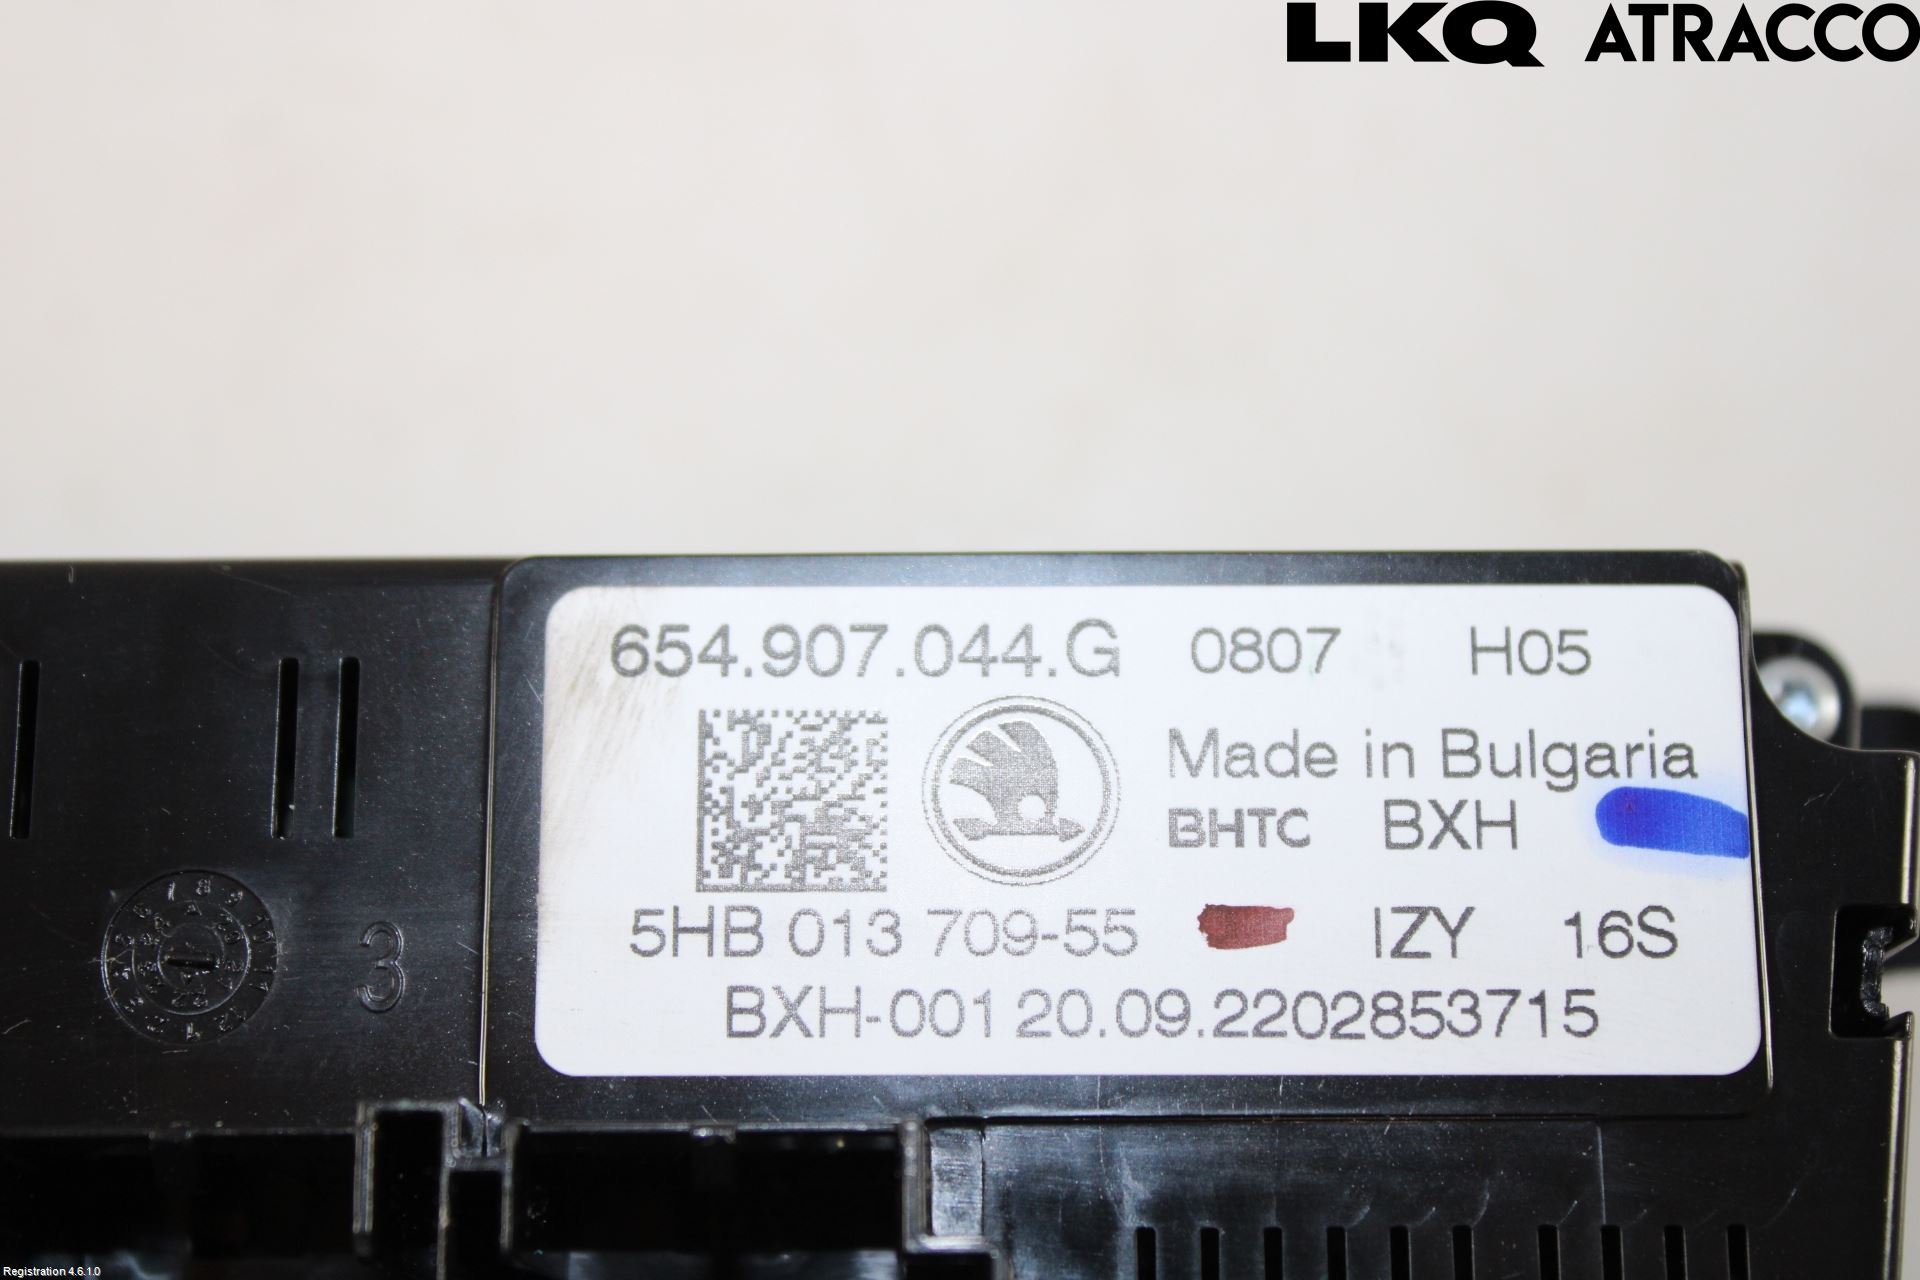 LKQ ATRACCO
654.907.044.G 0807 H05
Made in Bulgaria
BHTC BXH
5HB 013 709-55 IZY 16S
BXH-001 20.09.2202853715
3
Registration 4.6.1.0